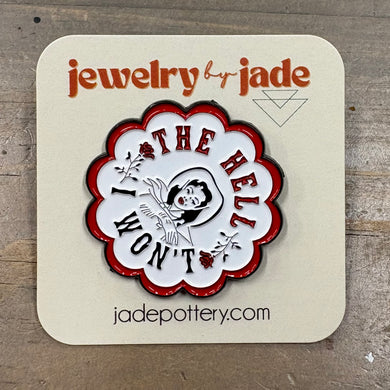 jewelry by jade
THE HELL
I WON'T
jadepottery.com